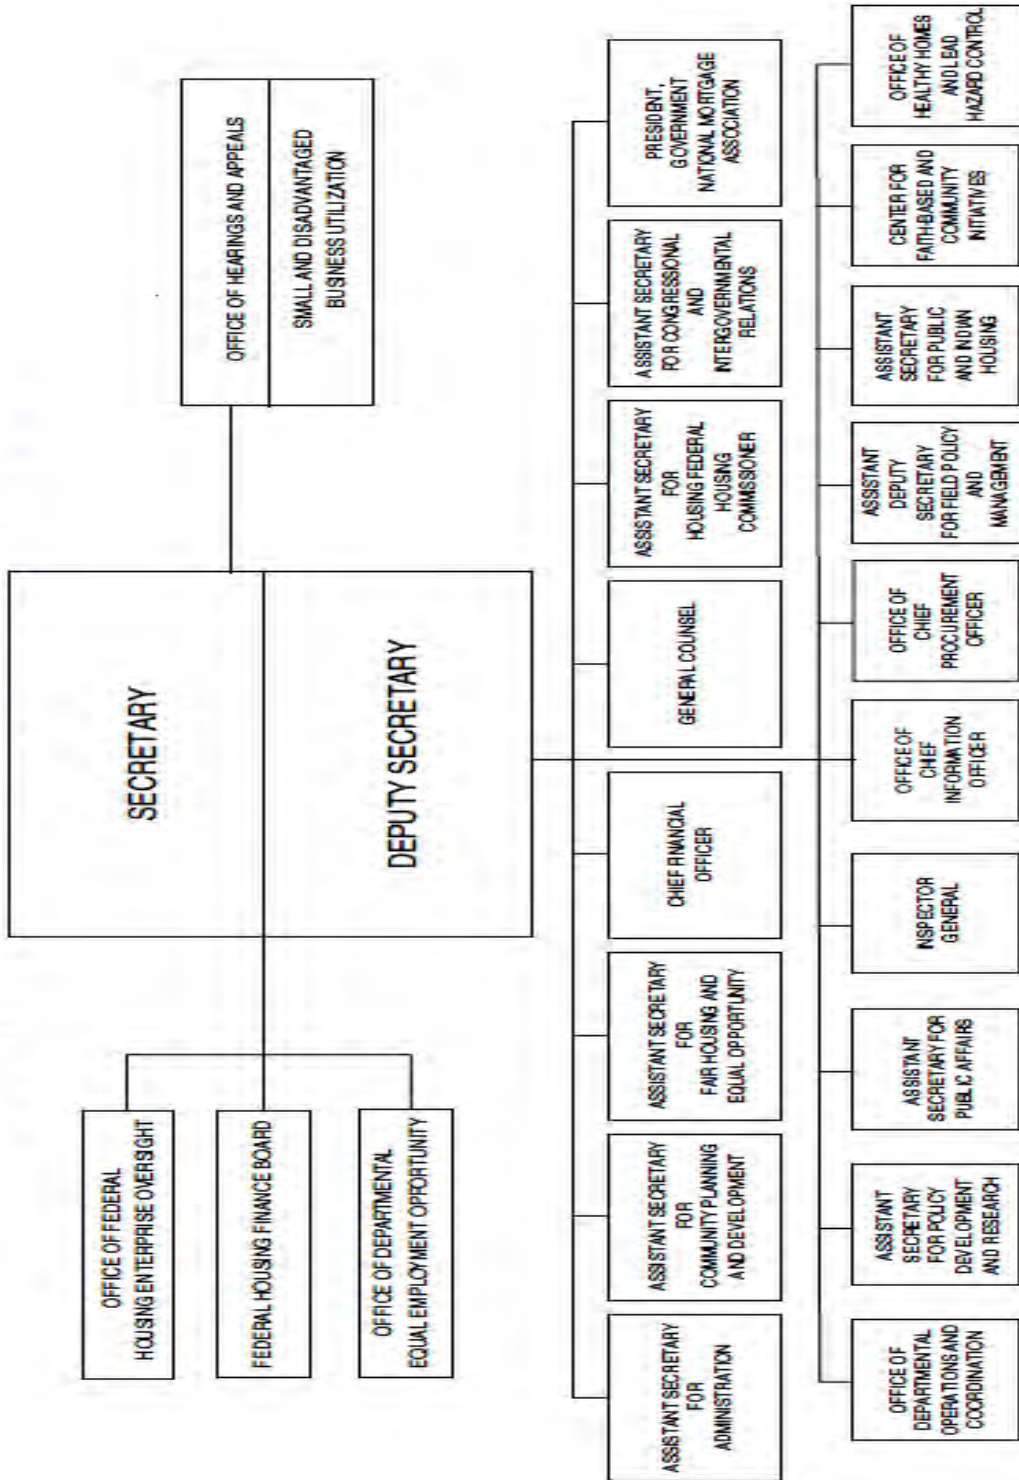 SECRETARY
DEPUTY SECRETARY
OFFICE OF FEDERAL
HOUSING ENTERPRISE OVERSIGHT
FEDERAL HOUSING FINANCE BOARD
OFFICE OF DEPARTMENTAL
EQUAL EMPLOYMENT OPPORTUNITY
OFFICE OF HEARINGS AND APPEALS
SMALL AND DISADVANTAGED
BUSINESS UTILIZATION
ASSISTANT SECRETARY
FOR
ADMINISTRATION
ASSISTANT SECRETARY
FOR
COMMUNITY PLANNING
AND DEVELOPMENT
ASSISTANT SECRETARY
FOR
FAIR HOUSING AND
EQUAL OPPORTUNITY
CHIEF FINANCIAL
OFFICER
GENERAL COUNSEL
ASSISTANT SECRETARY
FOR
HOUSING FEDERAL
HOUSING
COMMISSIONER
ASSISTANT SECRETARY
FOR CONGRESSIONAL
AND
INTERGOVERNMENTAL
RELATIONS
PRESIDENT,
GOVERNMENT
NATIONAL MORTGAGE
ASSOCIATION
OFFICE OF
DEPARTMENTAL
OPERATIONS AND
COORDINATION
ASSISTANT
SECRETARY
FOR POLICY
DEVELOPMENT
AND RESEARCH
ASSISTANT
SECRETARY FOR
PUBLIC AFFAIRS
INSPECTOR
GENERAL
OFFICE OF
CHIEF
INFORMATION
OFFICER
OFFICE OF
CHIEF
PROCUREMENT
OFFICER
ASSISTANT
DEPUTY
SECRETARY
FOR FIELD POLICY
AND
MANAGEMENT
ASSISTANT
SECRETARY
FOR PUBLIC
AND INDIAN
HOUSING
CENTER FOR
FAITH-BASED AND
COMMUNITY
INITIATIVES
OFFICE OF
HEALTHY HOMES
AND LEAD
HAZARD CONTROL